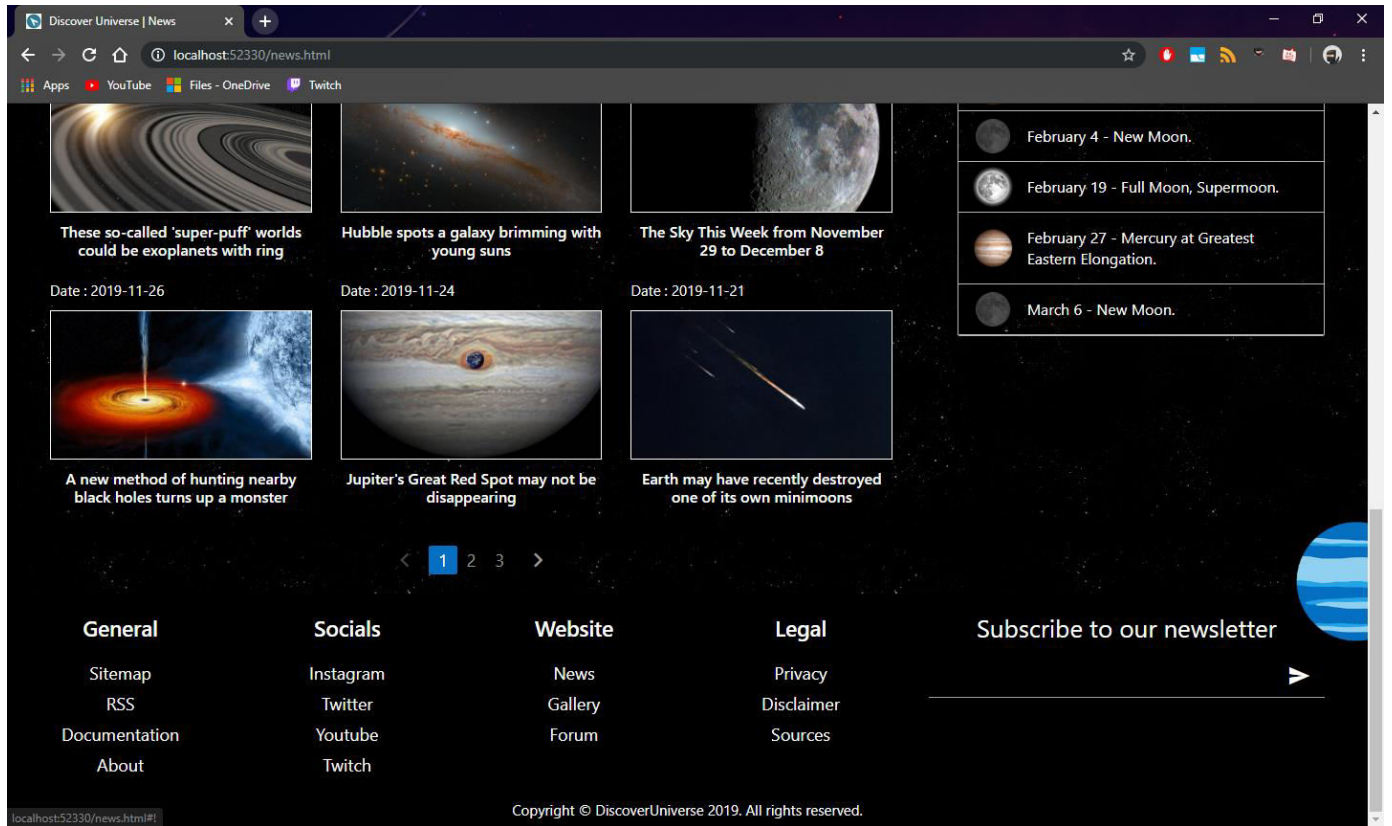 Discover Universe | News
localhost:52330/news.html
Apps
YouTube
Files - OneDrive
Twitch
These so-called 'super-puff' worlds
could be exoplanets with ring
Hubble spots a galaxy brimming with
young suns
The Sky This Week from November
29 to December 8
Date : 2019-11-26
Date : 2019-11-24
Date : 2019-11-21
A new method of hunting nearby
black holes turns up a monster
Jupiter's Great Red Spot may not be
disappearing
Earth may have recently destroyed
one of its own minimoons
1 2 3
February 4 - New Moon.
February 19 - Full Moon, Supermoon.
February 27 - Mercury at Greatest
Eastern Elongation.
March 6 - New Moon.
General
Sitemap
RSS
Documentation
About
Socials
Instagram
Twitter
Youtube
Twitch
Website
News
Gallery
Forum
Legal
Privacy
Disclaimer
Sources
Subscribe to our newsletter
Copyright © DiscoverUniverse 2019. All rights reserved.
localhost:52330/news.html#!